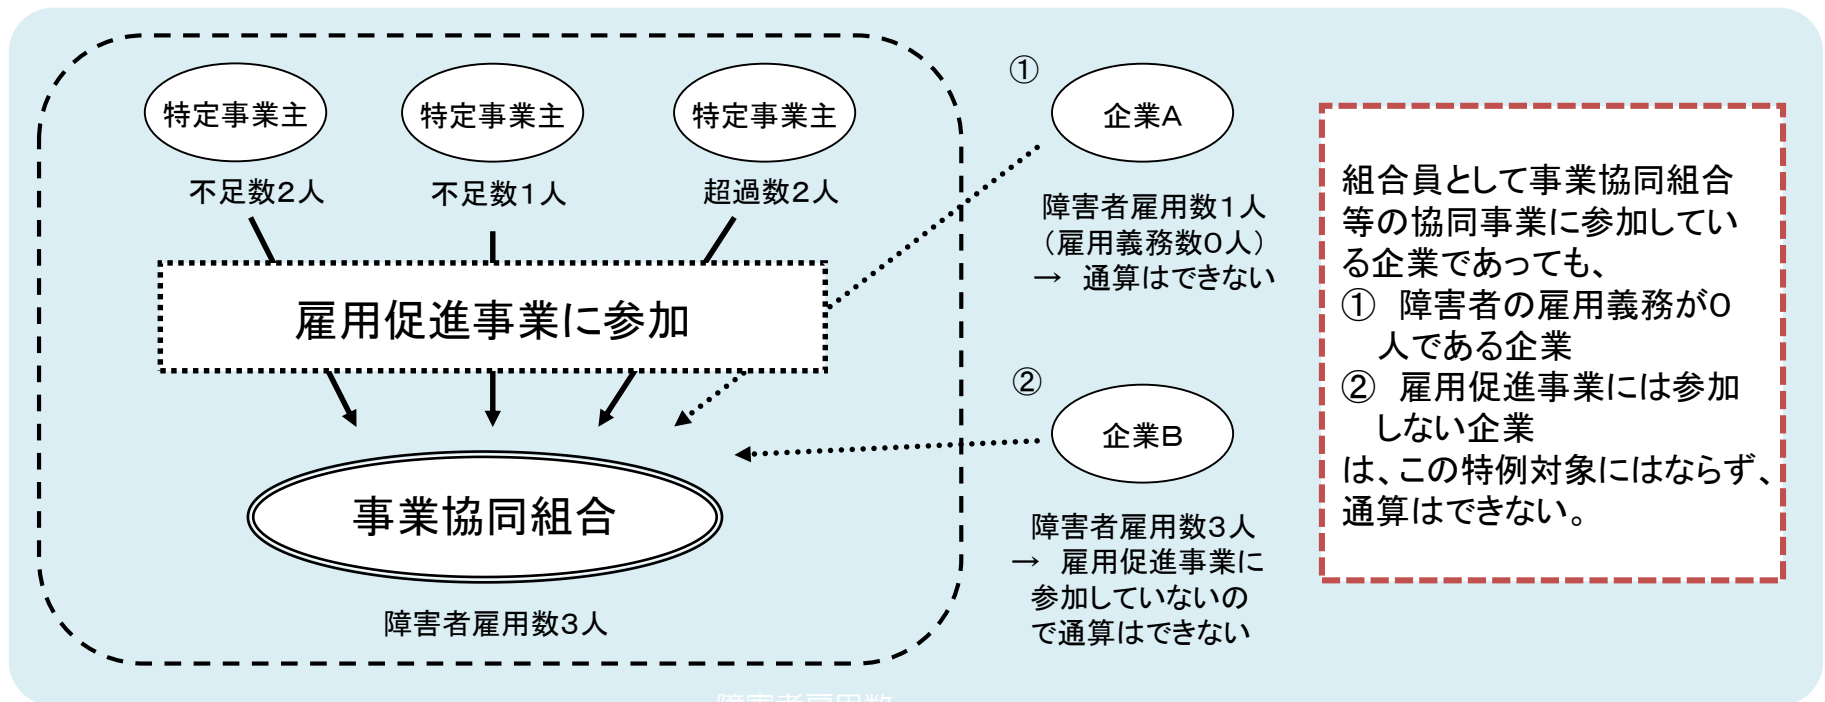 特定事業主
特定事業主
特定事業主
不足数2人
不足数1人
超過数2人
雇用促進事業に参加
事業協同組合
障害者雇用数3人
①
企業A
障害者雇用数1人
(雇用義務数0人)
→ 通算はできない
②
企業B
障害者雇用数3人
→ 雇用促進事業に
参加していないの
で通算はできない
組合員として事業協同組合
等の協同事業に参加してい
る企業であっても、
① 障害者の雇用義務が0
人である企業
② 雇用促進事業には参加
しない企業
は、この特例対象にはならず、
通算はできない。
障害者雇用数